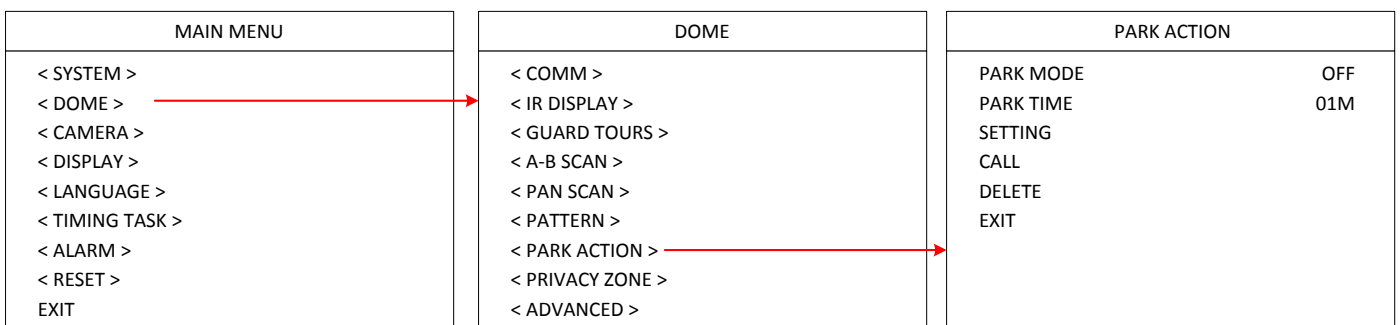 MAIN MENU
< SYSTEM >
< DOME >
< CAMERA >
< DISPLAY >
< LANGUAGE >
< TIMING TASK >
< ALARM >
< RESET >
EXIT
DOME
< COMM >
< IR DISPLAY >
< GUARD TOURS >
< A-B SCAN >
< PAN SCAN >
< PATTERN >
< PARK ACTION >
< PRIVACY ZONE >
< ADVANCED >
PARK ACTION
PARK MODE OFF
PARK TIME 01M
SETTING
CALL
DELETE
EXIT